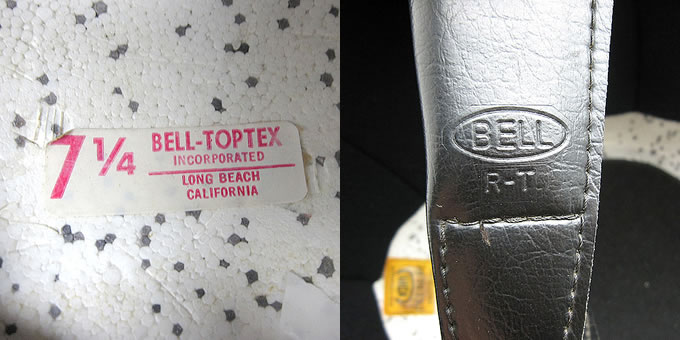 7 1/4
BELL-TOPTEX
INCORPORATED
LONG BEACH
CALIFORNIA
BELL
R-T